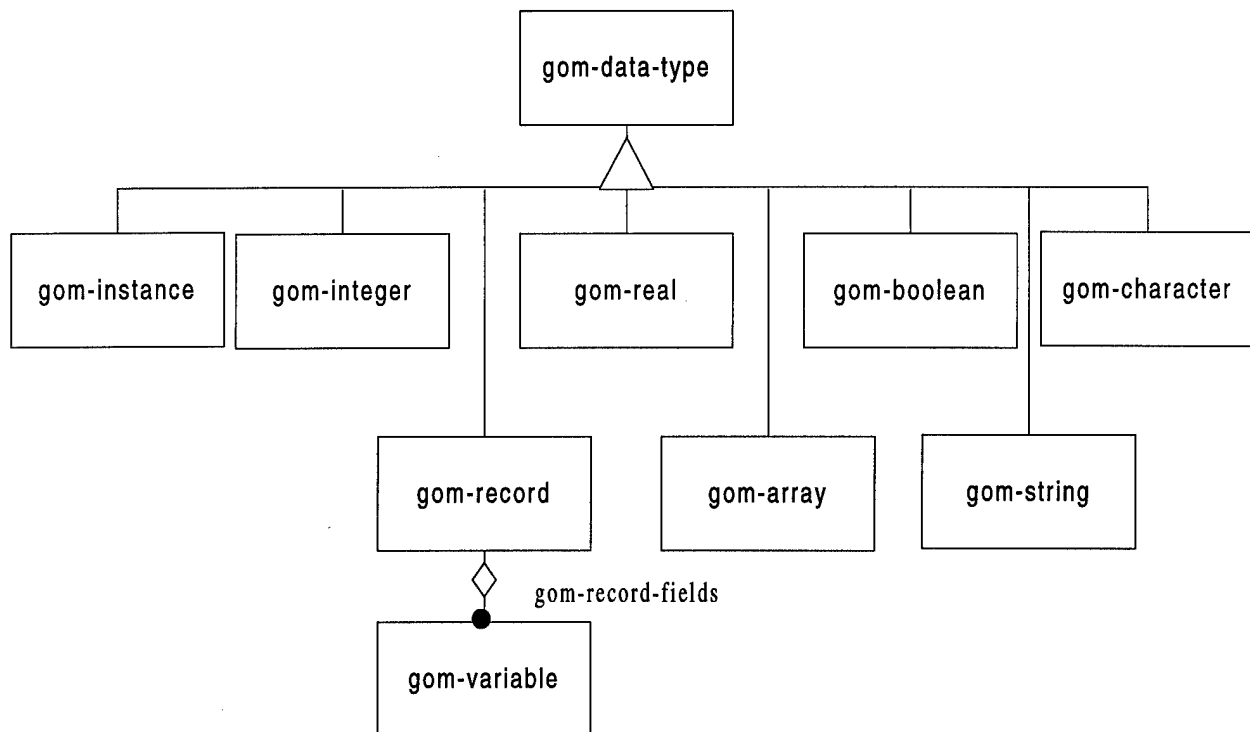 gom-data-type
gom-instance
gom-integer
gom-real
gom-boolean
gom-character
gom-record
gom-array
gom-string
gom-record-fields
gom-variable